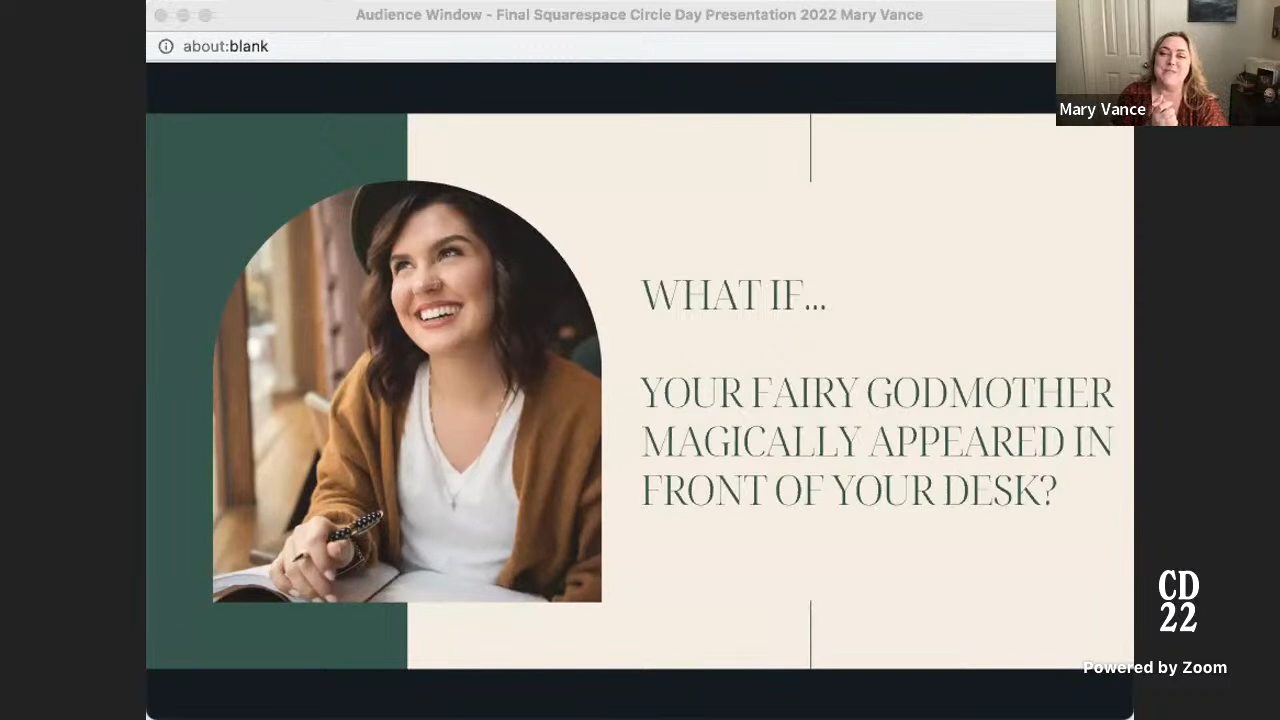 Audience Window - Final Squarespace Circle Day Presentation 2022 Mary Vance
about:blank
Mary Vance
WHAT IF...
YOUR FAIRY GODMOTHER
MAGICALLY APPEARED IN
FRONT OF YOUR DESK?
CD
22
Powered by Zoom